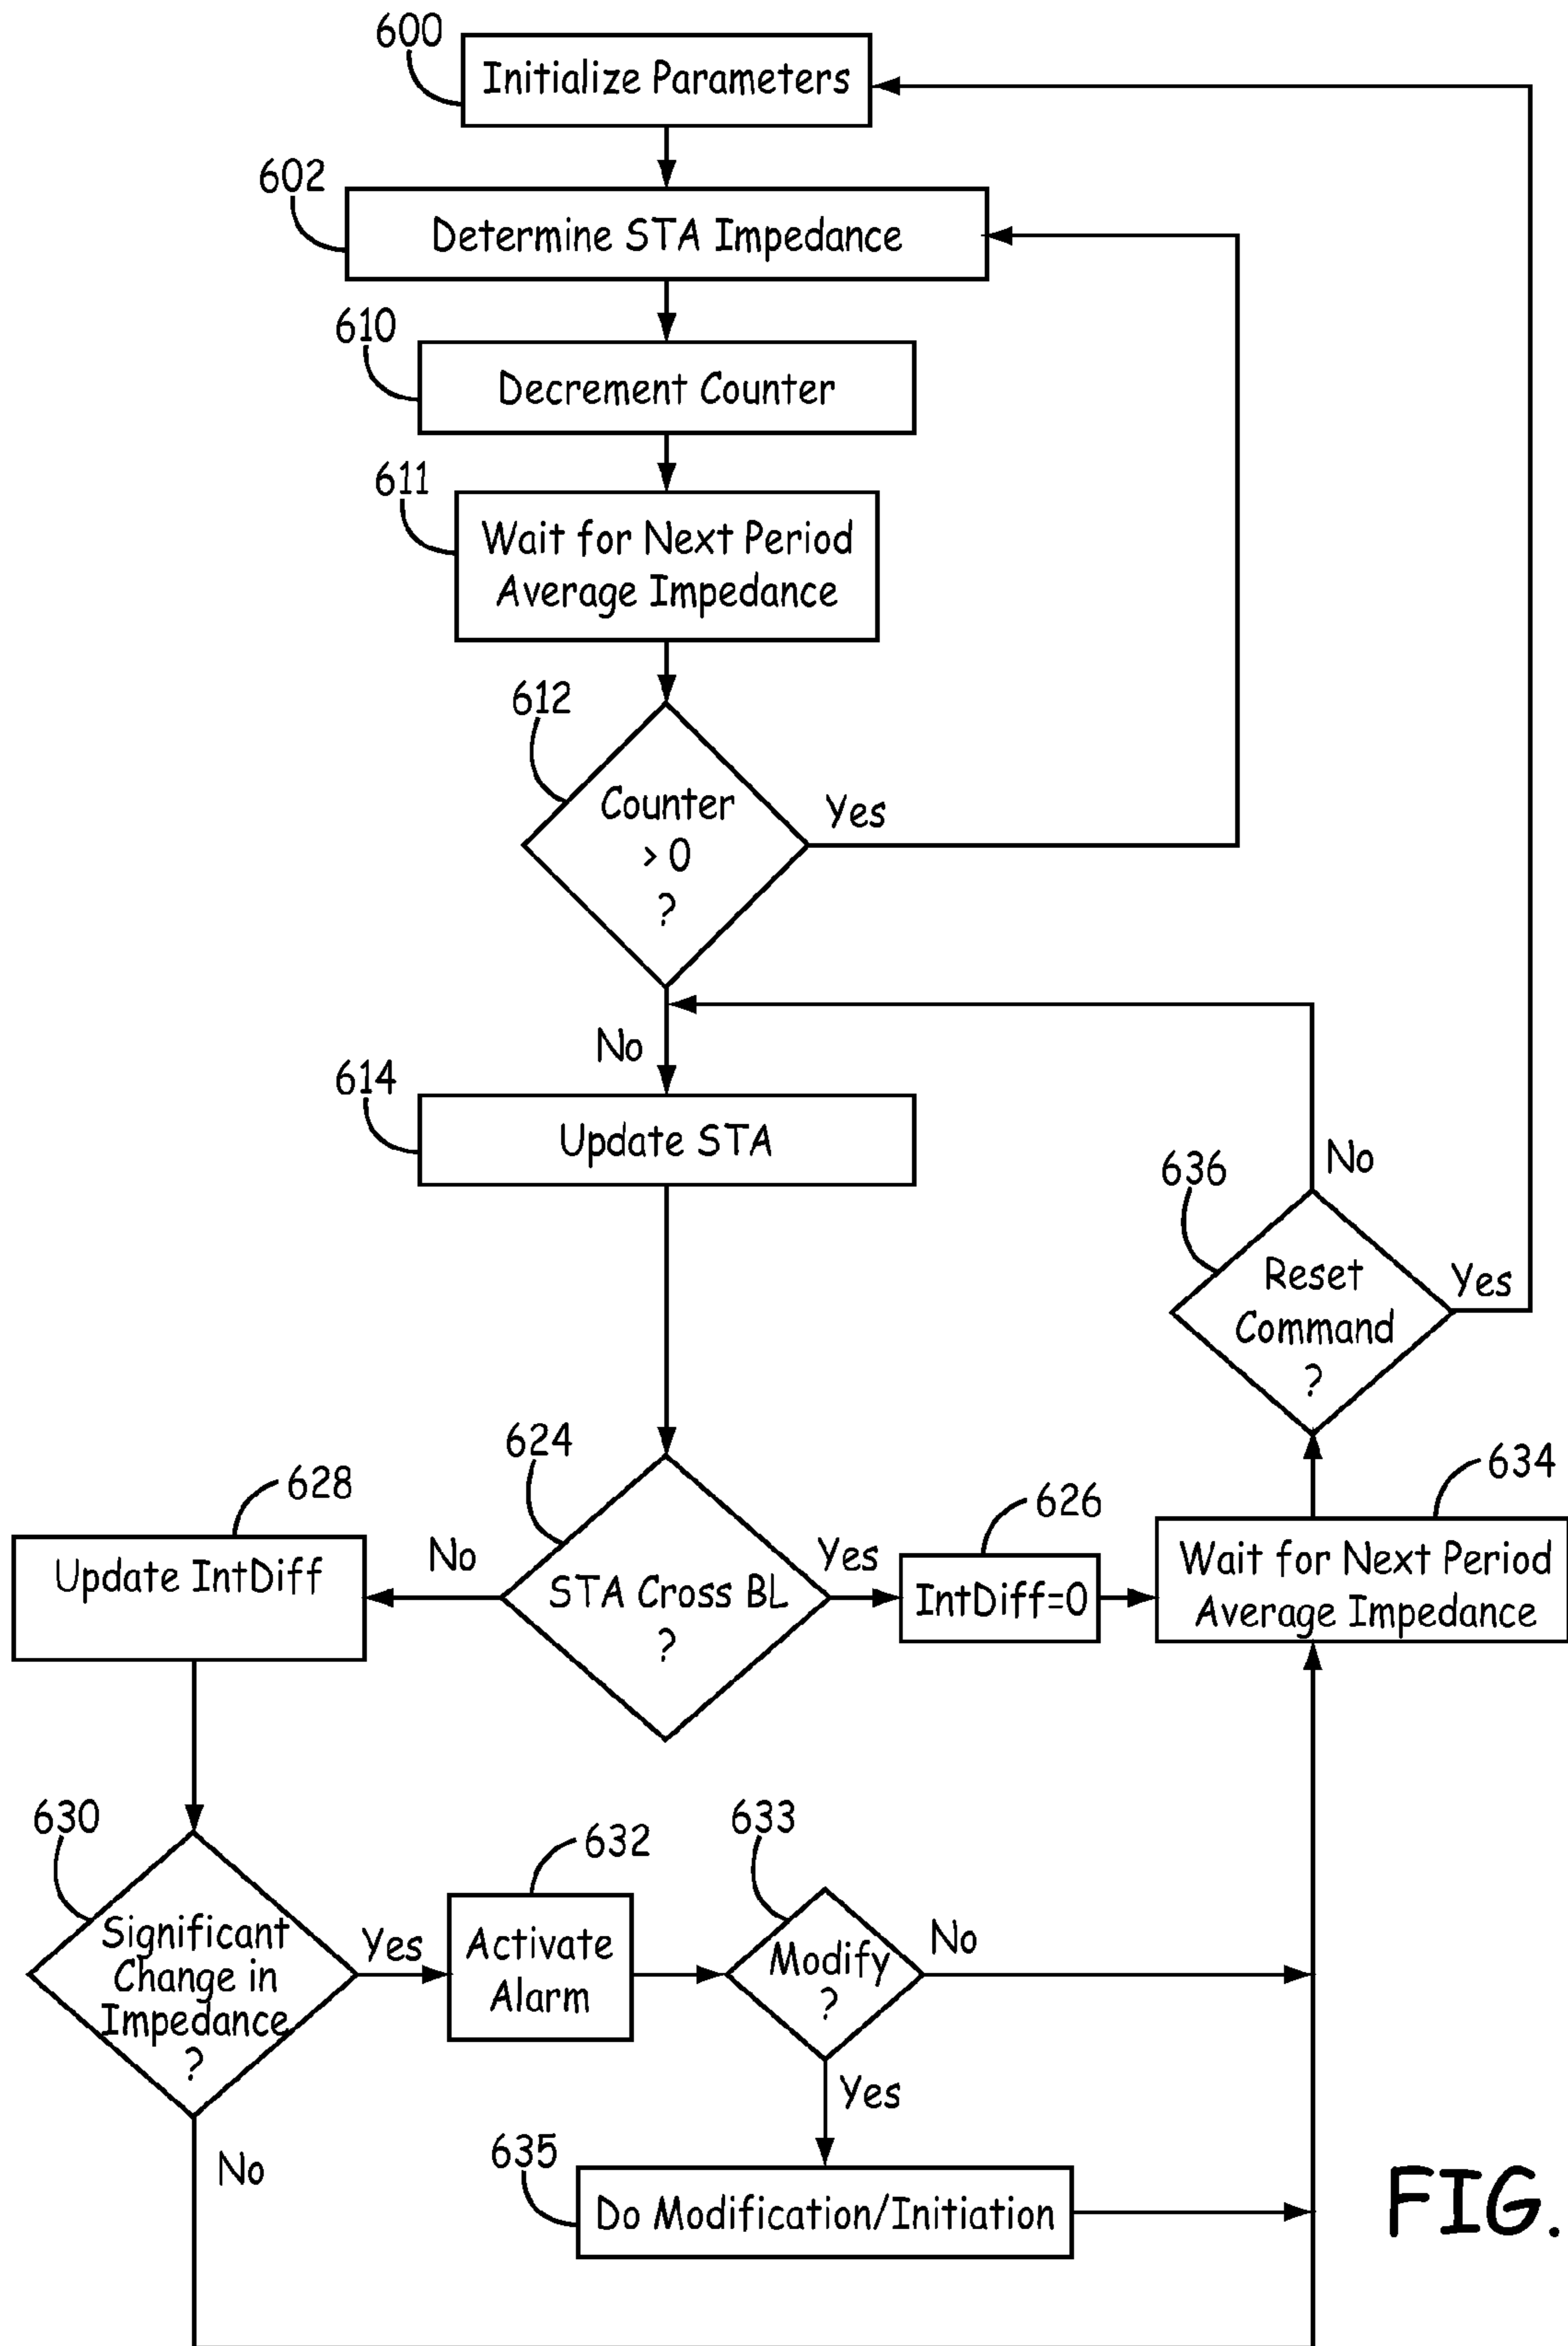 600
Initialize Parameters
602
Determine STA Impedance
610
Decrement Counter
611
Wait for Next Period
Average Impedance
612
Counter
> 0
?
Yes
No
614
Update STA
636
No
Reset
Command
?
Yes
624
STA Cross BL
?
No
Yes
628
Update IntDiff
626
IntDiff=0
634
Wait for Next Period
Average Impedance
630
Significant
Change in
Impedance
?
Yes
No
632
Activate
Alarm
633
Modify
?
No
Yes
635
Do Modification/Initiation
FIG.